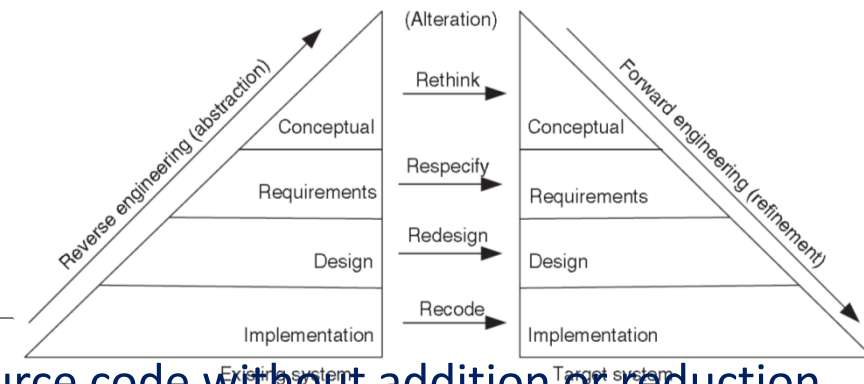 (Alteration)
Rethink
Respecify
Redesign
Recode
Reverse engineering (abstraction)
Conceptual
Requirements
Design
Implementation
Existing system
Forward engineering (refinement)
Conceptual
Requirements
Design
Implementation
Target system
urce code without addition or reduction